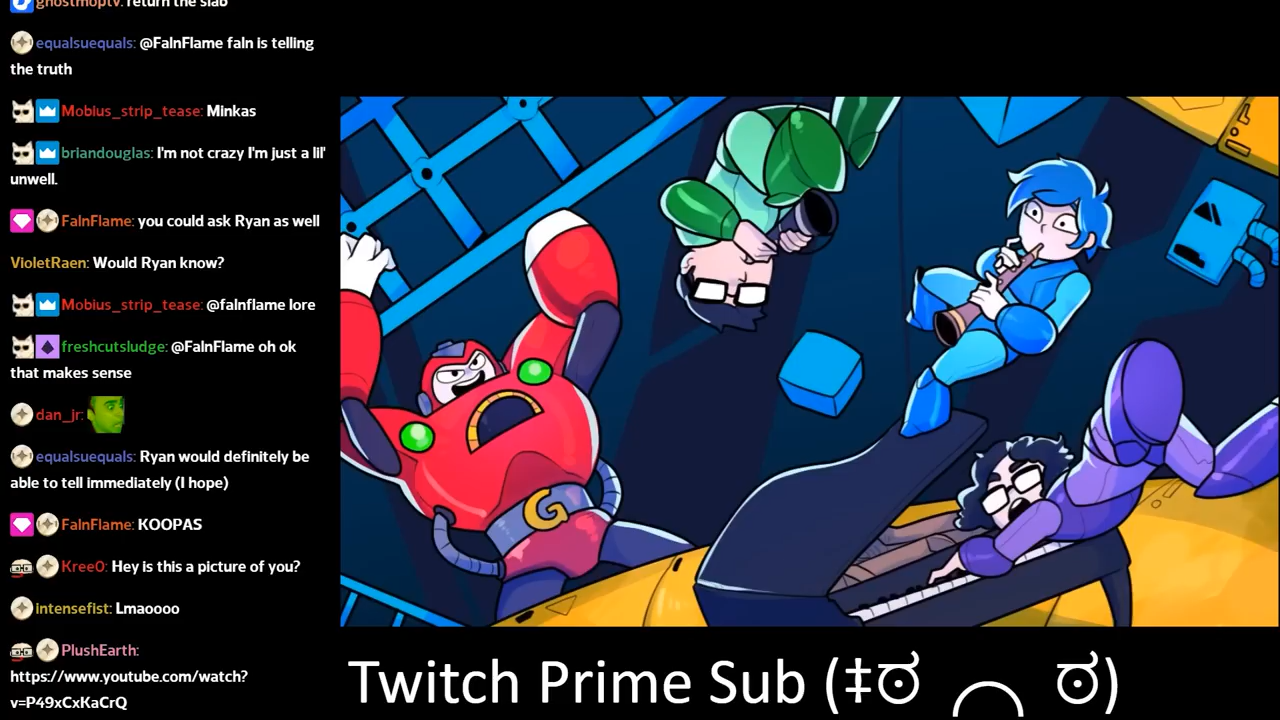 ghostmoptv: return the slab
equalsuequals: @FalnFlame faln is telling
the truth
Mobius_strip_tease: Minkas
briandouglas: I'm not crazy I'm just a lil'
unwell.
FalnFlame: you could ask Ryan as well
VioletRaen: Would Ryan know?
Mobius_strip_tease: @falnflame lore
freshcutsludge: @FalnFlame oh ok
that makes sense
dan_jr:
equalsuequals: Ryan would definitely be
able to tell immediately (I hope)
FalnFlame: KOOPAS
Kree0: Hey is this a picture of you?
intensefist: Lmaoooo
PlushEarth:
https://www.youtube.com/watch?
v=P49xCxKaCrQ
G
Twitch Prime Sub (‡ಠ ╭╮ ಠ)